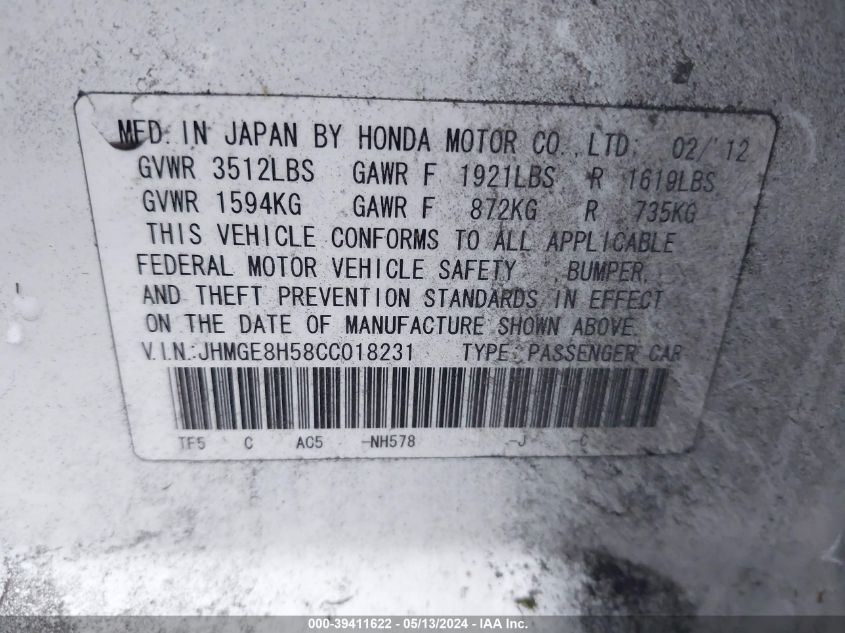 MFD. IN JAPAN BY HONDA MOTOR CO., LTD. 02/'12
GVWR 3512LBS GAWR F 1921LBS R 1619LBS
GVWR 1594KG GAWR F 872KG R 735KG
THIS VEHICLE CONFORMS TO ALL APPLICABLE
FEDERAL MOTOR VEHICLE SAFETY, BUMPER,
AND THEFT PREVENTION STANDARDS IN EFFECT
ON THE DATE OF MANUFACTURE SHOWN ABOVE.
V.I.N.:JHMGE8H58CC018231 TYPE:PASSENGER CAR
TF5 C AC5 -NH578 -J -C
000-39411622 - 05/13/2024 - IAA Inc.